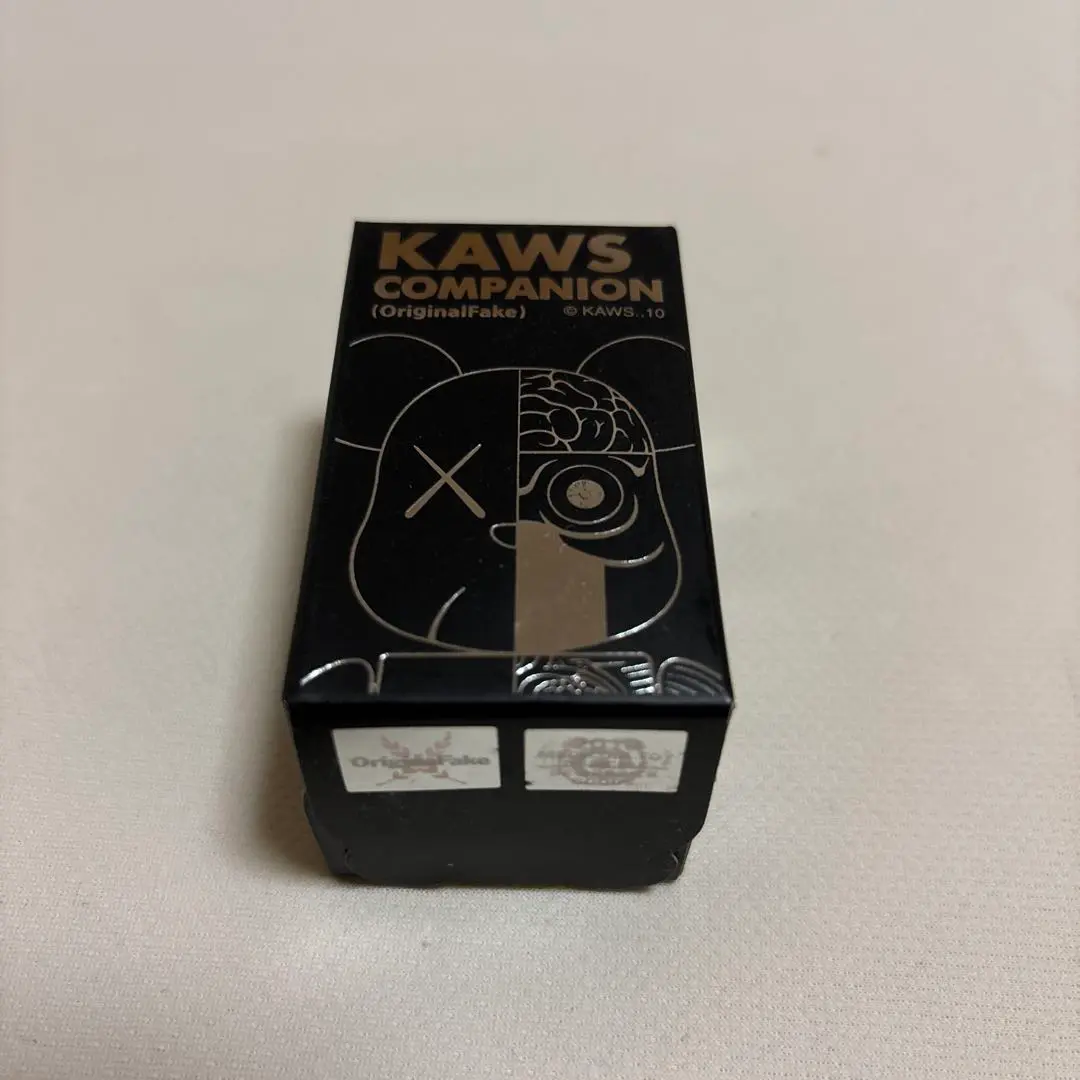 KAWS
COMPANION
(OriginalFake) © KAWS..10
OriginalFake